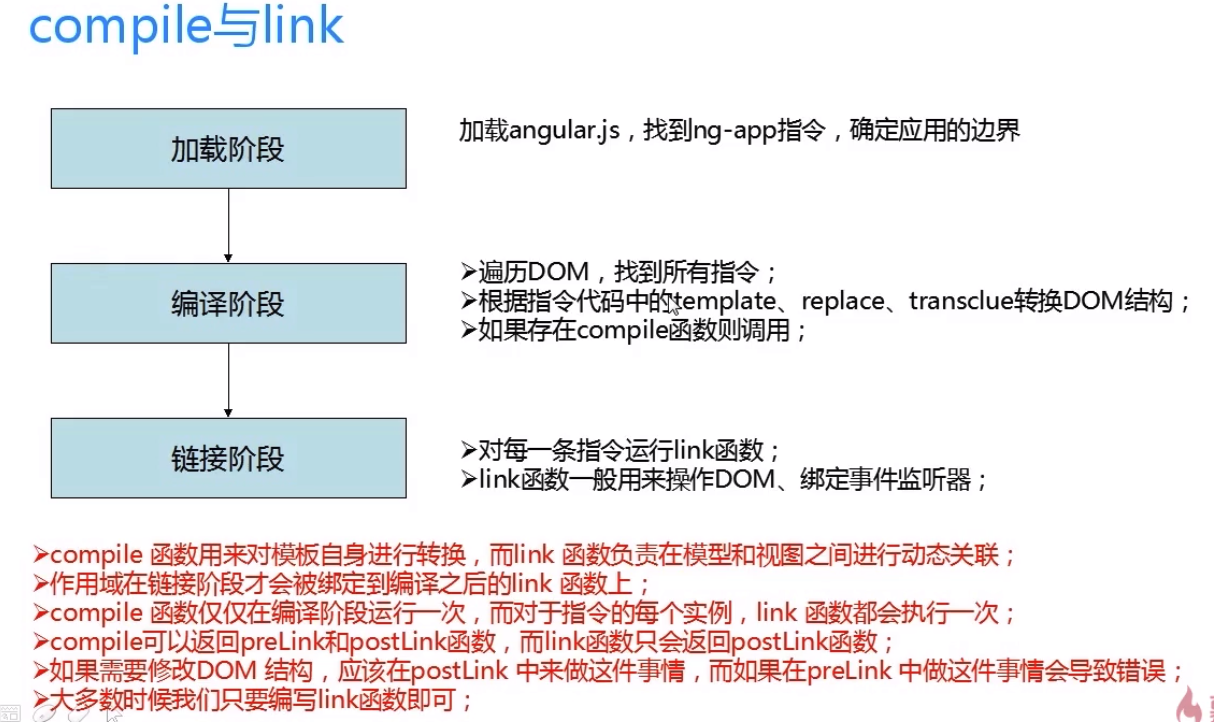 compile与link
加载阶段
加载angular.js，找到ng-app指令，确定应用的边界
编译阶段
➢遍历DOM，找到所有指令；
➢根据指令代码中的template、replace、transclue转换DOM结构；
➢如果存在compile函数则调用；
链接阶段
➢对每一条指令运行link函数；
➢link函数一般用来操作DOM、绑定事件监听器；
➢compile 函数用来对模板自身进行转换，而link 函数负责在模型和视图之间进行动态关联；
➢作用域在链接阶段才会被绑定到编译之后的link 函数上；
➢compile 函数仅仅在编译阶段运行一次，而对于指令的每个实例，link 函数都会执行一次；
➢compile可以返回preLink和postLink函数，而link函数只会返回postLink函数；
➢如果需要修改DOM 结构，应该在postLink 中来做这件事情，而如果在preLink 中做这件事情会导致错误；
➢大多数时候我们只要编写link函数即可；